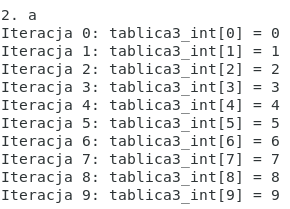 2. a
Iteracja 0: tablica3_int[0] = 0
Iteracja 1: tablica3_int[1] = 1
Iteracja 2: tablica3_int[2] = 2
Iteracja 3: tablica3_int[3] = 3
Iteracja 4: tablica3_int[4] = 4
Iteracja 5: tablica3_int[5] = 5
Iteracja 6: tablica3_int[6] = 6
Iteracja 7: tablica3_int[7] = 7
Iteracja 8: tablica3_int[8] = 8
Iteracja 9: tablica3_int[9] = 9